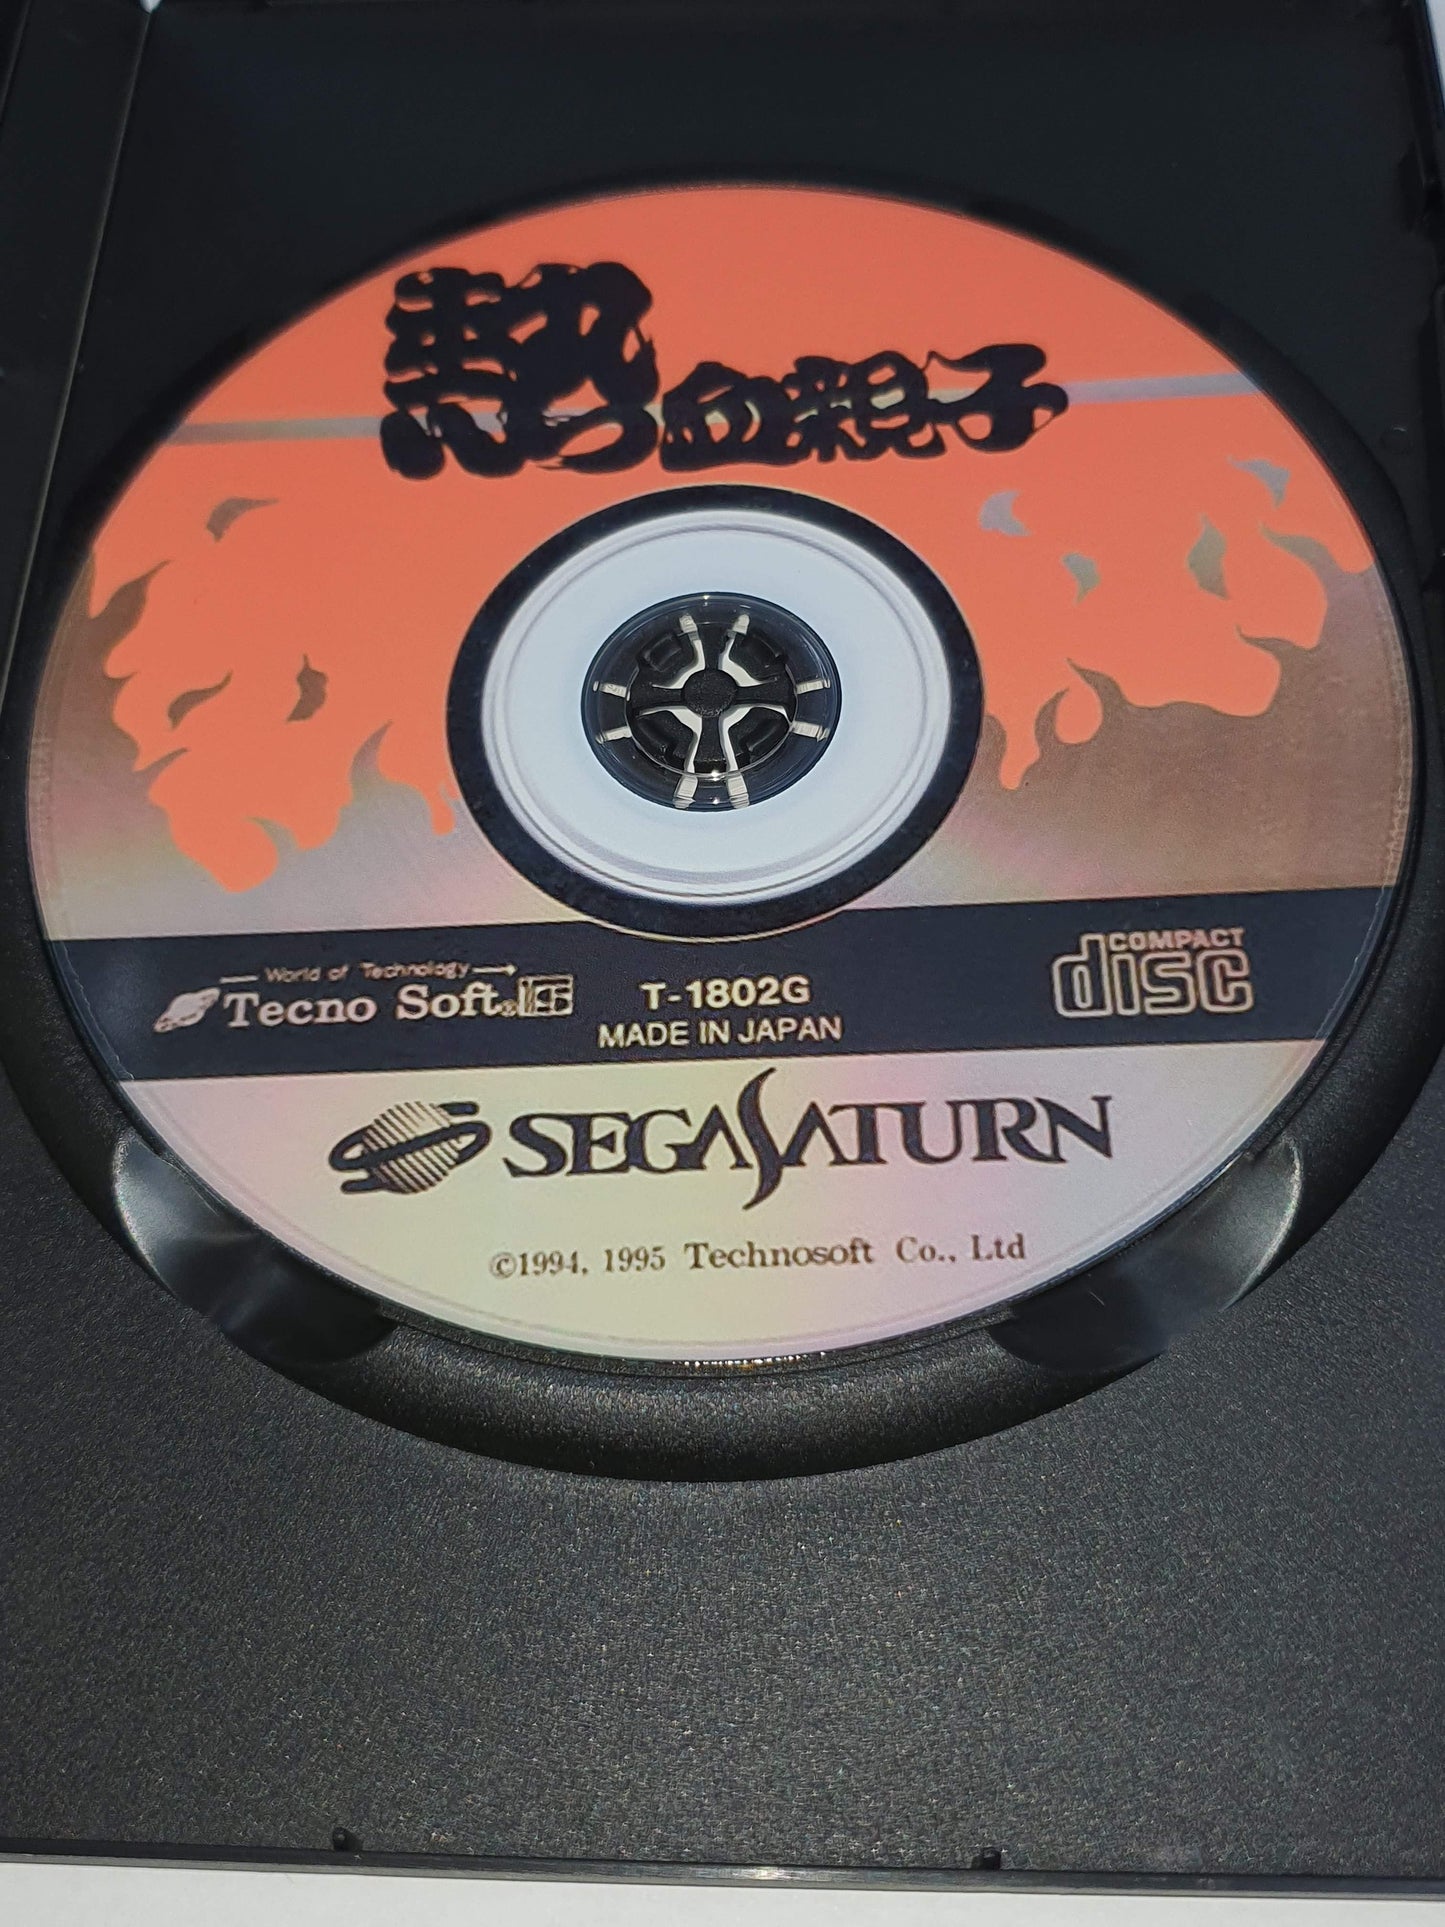 熱血親子
World of Technology
Tecno Soft®
T-1802G
MADE IN JAPAN
COMPACT
disc
SEGA SATURN
©1994, 1995 Technosoft Co., Ltd